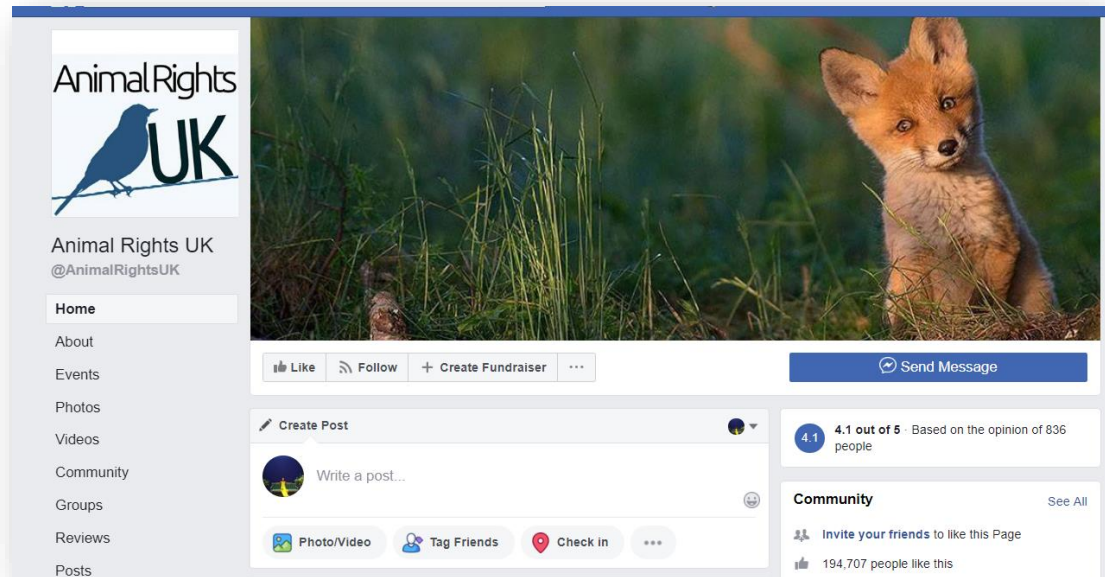 Animal Rights
UK
Animal Rights UK
@AnimalRightsUK
Home
About
Events
Photos
Videos
Community
Groups
Reviews
Posts
Like
Follow
+ Create Fundraiser
...
Send Message
Create Post
Write a post...
Photo/Video
Tag Friends
Check in
4.1
4.1 out of 5 · Based on the opinion of 836
people
Community
See All
Invite your friends to like this Page
194,707 people like this